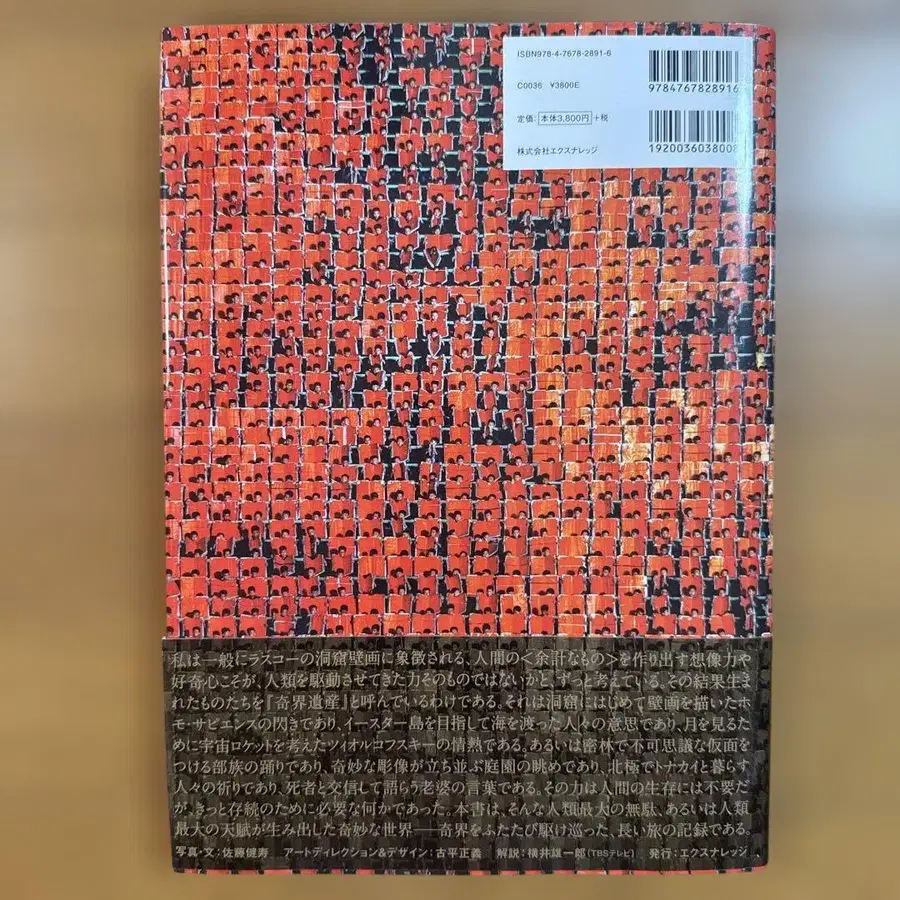 ISBN978-4-7678-2891-6
C0036 ¥3800E
9784767828916
定価：本体3,800円+税
株式会社エクスナレッジ
1920036038008
私は一般にラスコーの洞窟壁画に象徴される、人間の＜余計なもの＞を作り出す想像力や
好奇心こそが、人類を駆動させてきた力そのものではないかと、ずっと考えている。その結果生ま
れたものたちを『奇界遺産』と呼んでいるわけである。それは洞窟にはじめて壁画を描いたホ
モ・サピエンスの閃きであり、イースター島を目指して海を渡った人々の意思であり、月を見るた
めに宇宙ロケットを考えたツィオルコフスキーの情熱である。あるいは密林で不可思議な仮面を
つける部族の踊りであり、奇妙な彫像が立ち並ぶ庭園の眺めであり、北極でトナカイと暮らす
人々の祈りであり、死者と交信して語らう老婆の言葉である。その力は人間の生存には不要だ
が、きっと存続のために必要な何かであった。本書は、そんな人類最大の無駄、あるいは人類
最大の天賦が生み出した奇妙な世界――奇界をふたたび駆け巡った、長い旅の記録である。
写真・文：佐藤健寿　アートディレクション&デザイン：古平正義　解説：横井雄一郎（TBSテレビ）　発行：エクスナレッジ